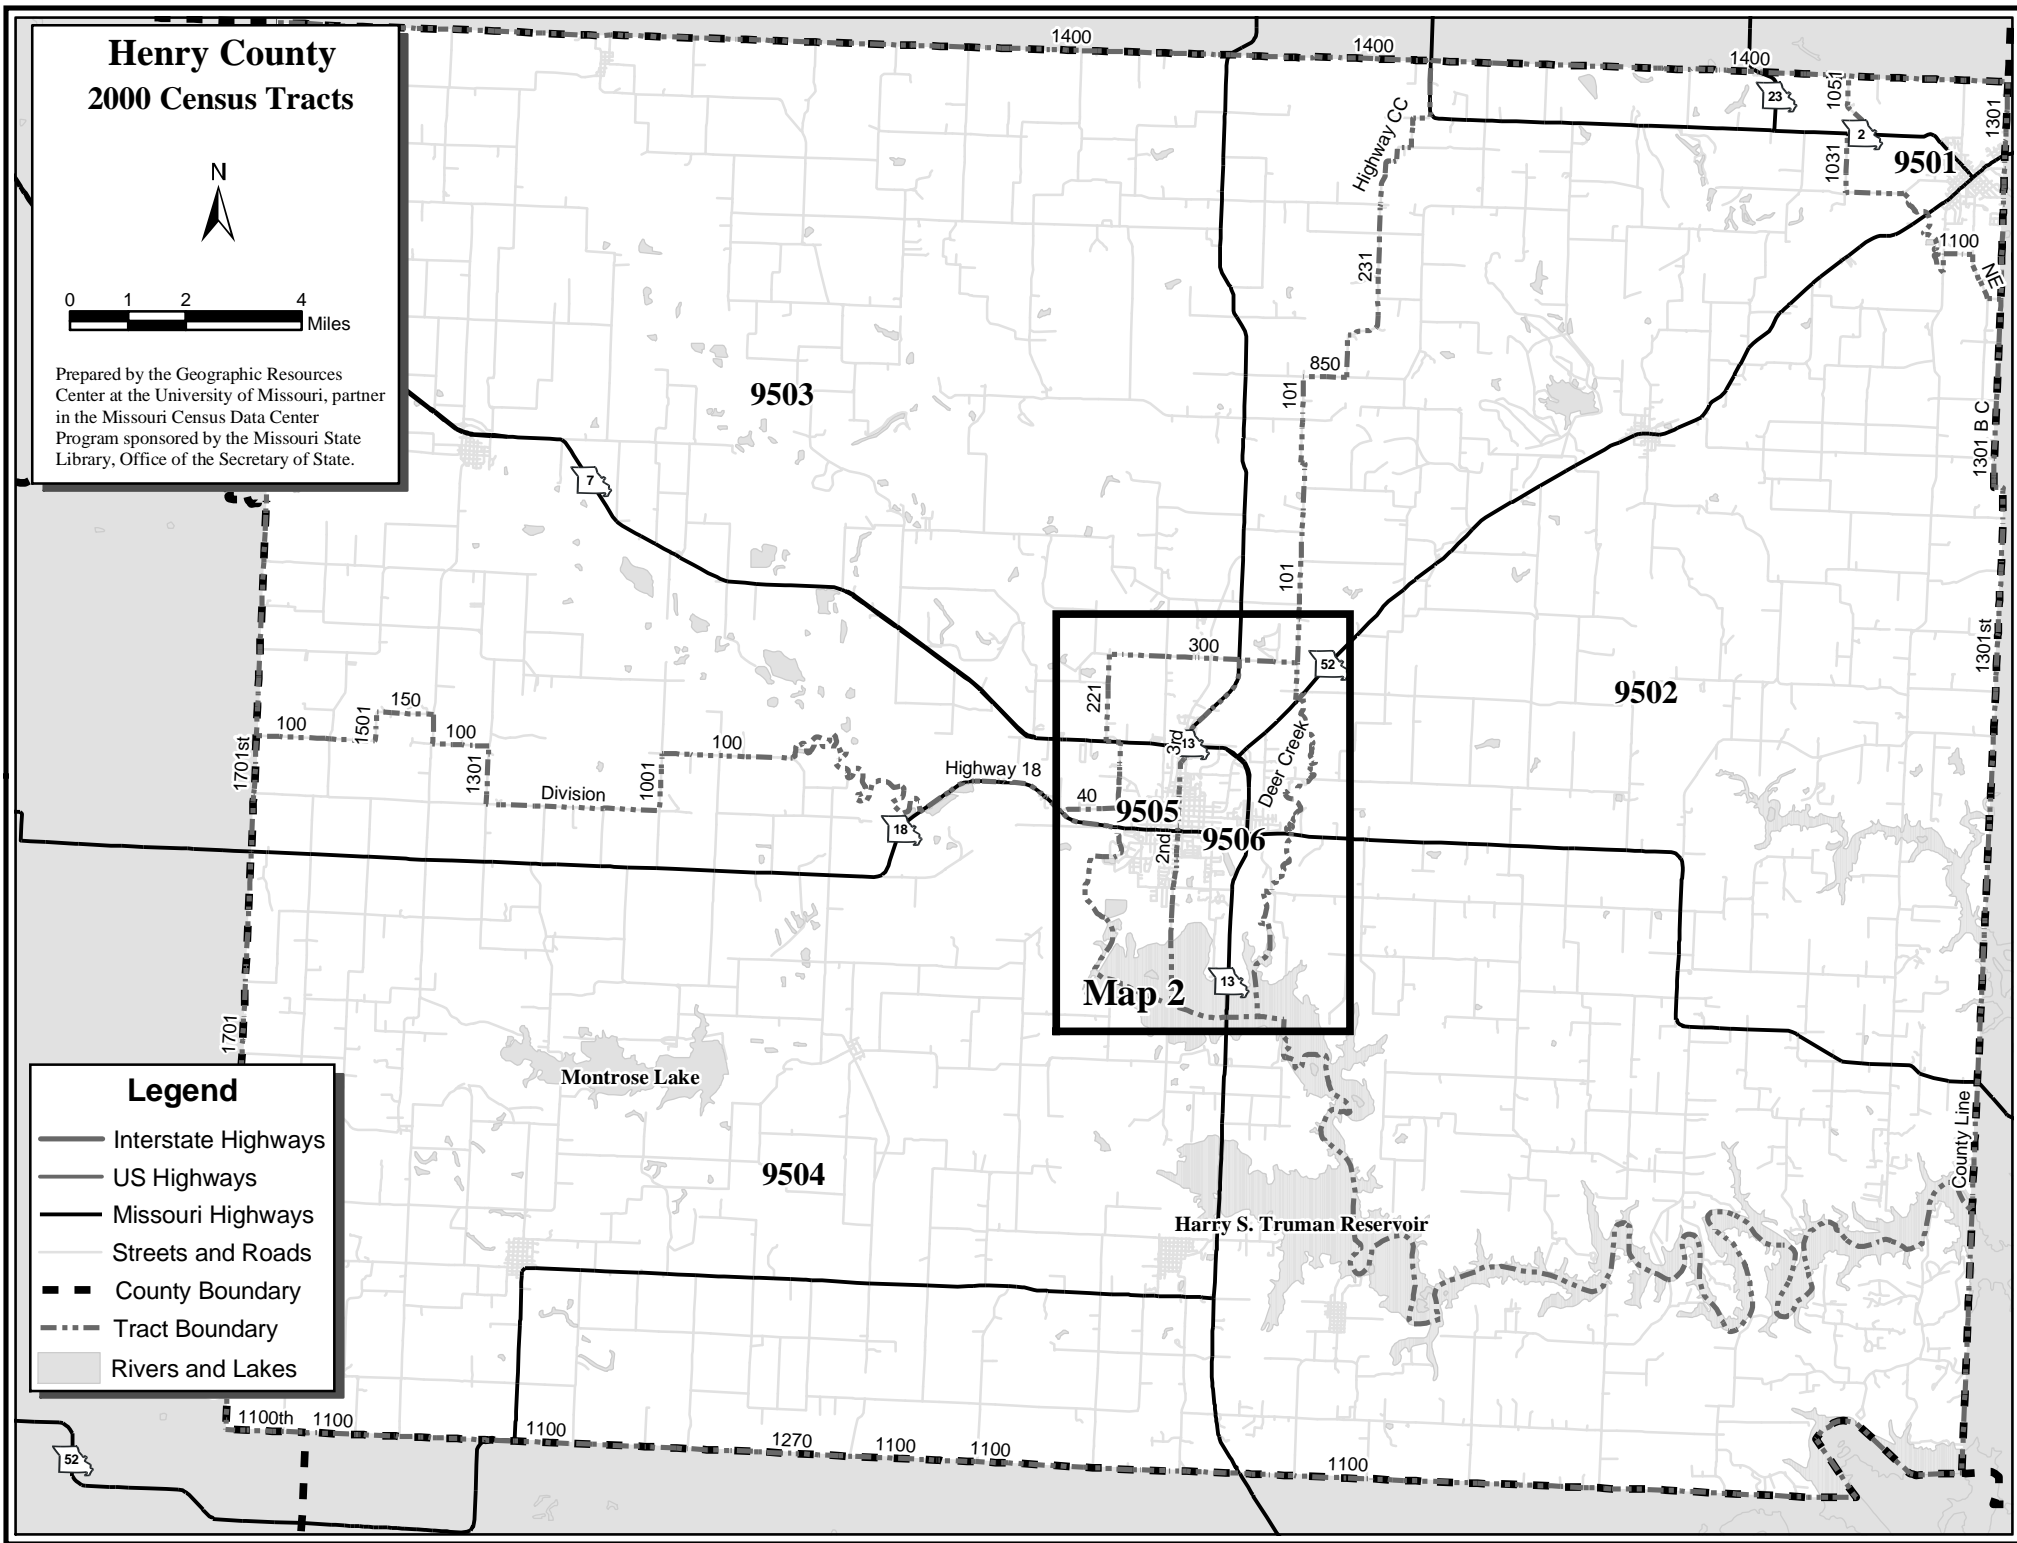 Henry County
2000 Census Tracts
N
0 1 2 4
Miles
Prepared by the Geographic Resources
Center at the University of Missouri, partner
in the Missouri Census Data Center
Program sponsored by the Missouri State
Library, Office of the Secretary of State.
1400
1400
1400
23
1051
2
1301
1031
9501
Highway CC
1100
NE
231
850
101
9503
1301 B C
7
101
1301st
300
52
221
9502
150
100
1501
100
100
3rd
13
Deer Creek
1701st
1301
1001
Highway 18
Division
40
9505
18
9506
2nd
Map 2
13
1701
Montrose Lake
County Line
9504
Harry S. Truman Reservoir
Legend
Interstate Highways
US Highways
Missouri Highways
Streets and Roads
County Boundary
Tract Boundary
Rivers and Lakes
1100th
1100
1100
1270
1100
1100
1100
52